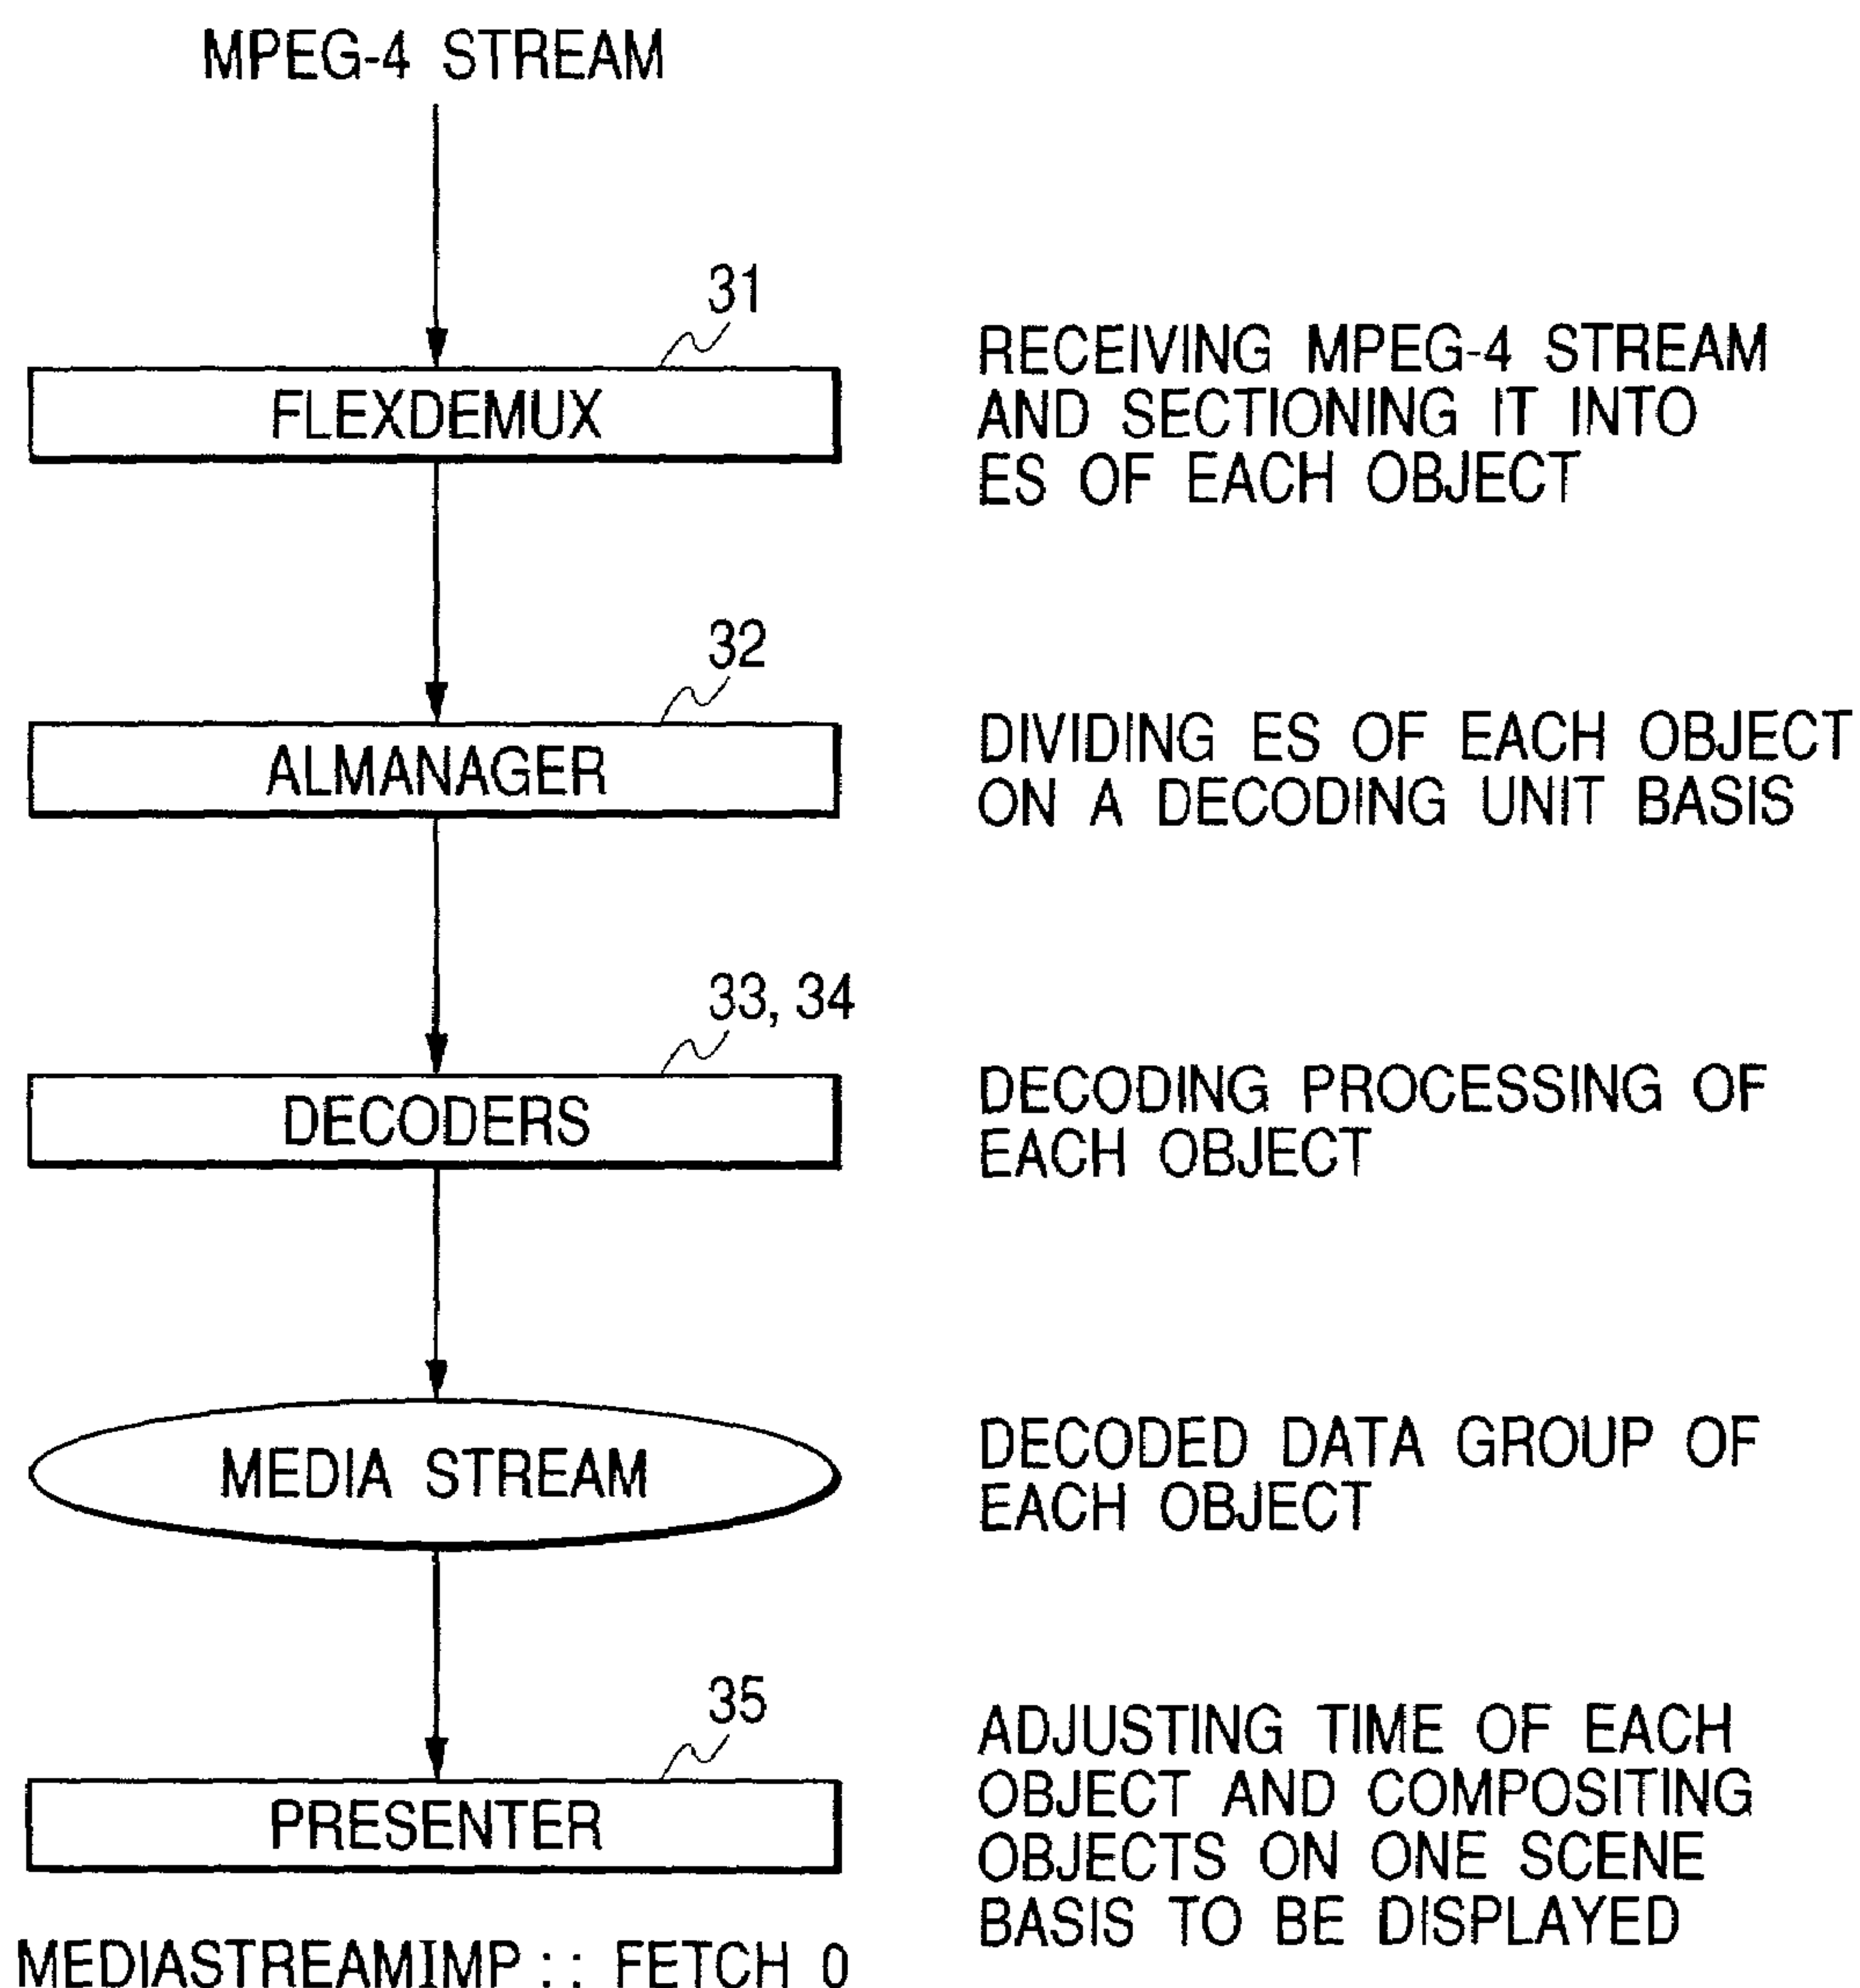 MPEG-4 STREAM
31
FLEXDEMUX
RECEIVING MPEG-4 STREAM
AND SECTIONING IT INTO
ES OF EACH OBJECT
32
ALMANAGER
DIVIDING ES OF EACH OBJECT
ON A DECODING UNIT BASIS
33, 34
DECODERS
DECODING PROCESSING OF
EACH OBJECT
MEDIA STREAM
DECODED DATA GROUP OF
EACH OBJECT
35
PRESENTER
ADJUSTING TIME OF EACH
OBJECT AND COMPOSITING
OBJECTS ON ONE SCENE
BASIS TO BE DISPLAYED
MEDIASTREAMIMP : : FETCH 0